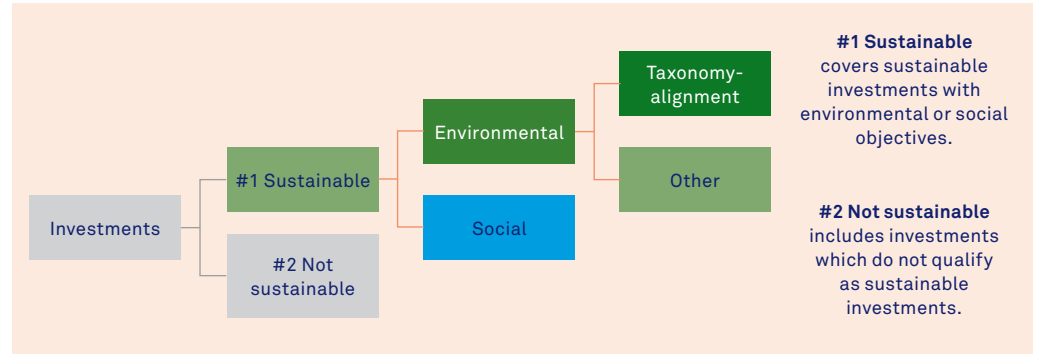 Investments
#1 Sustainable
#2 Not
sustainable
Environmental
Social
Taxonomy-
alignment
Other
#1 Sustainable
covers sustainable
investments with
environmental or social
objectives.
#2 Not sustainable
includes investments
which do not qualify
as sustainable
investments.